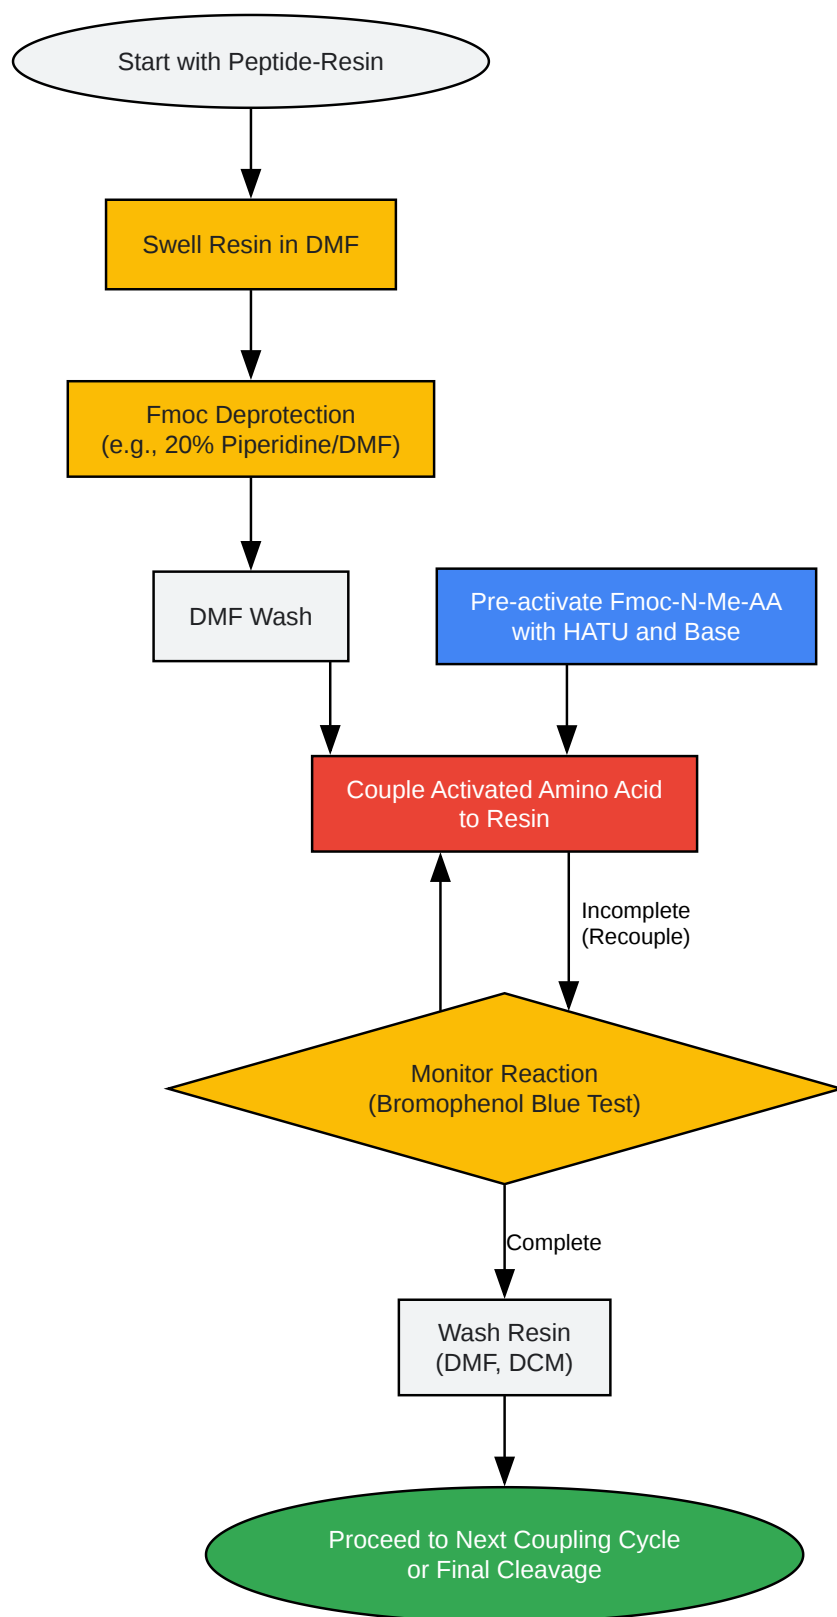 Start with Peptide-Resin
Swell Resin in DMF
Fmoc Deprotection
(e.g., 20% Piperidine/DMF)
DMF Wash
Pre-activate Fmoc-N-Me-AA
with HATU and Base
Couple Activated Amino Acid
to Resin
Incomplete
(Recouple)
Monitor Reaction
(Bromophenol Blue Test)
Complete
Wash Resin
(DMF, DCM)
Proceed to Next Coupling Cycle
or Final Cleavage